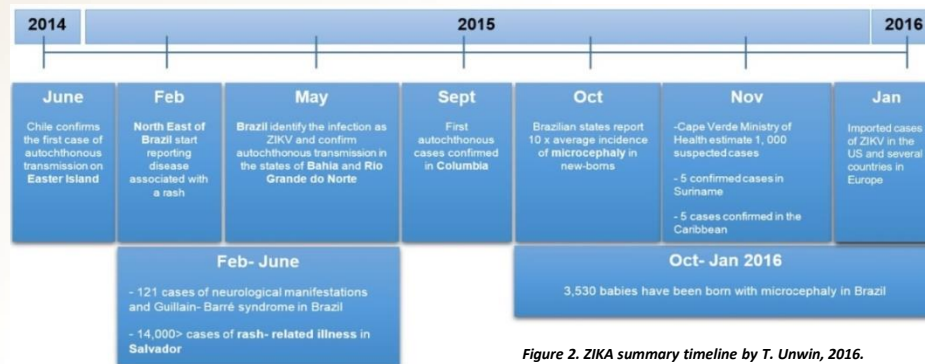 2014
2015
2016
June
Chile confirms
the first case of
autochthonous
transmission on
Easter Island
Feb
North East of
Brazil start
reporting
disease
associated with
a rash
May
Brazil identify the infection as
ZIKV and confirm
autochthonous transmission in
the states of Bahia and Rio
Grande do Norte
Sept
First
autochthonous
cases confirmed
in Columbia
Oct
Brazilian states report
10 x average incidence
of microcephaly in
new-borns
Nov
-Cape Verde Ministry of
Health estimate 1, 000
suspected cases
- 5 confirmed cases in
Suriname
- 5 cases confirmed in the
Caribbean
Jan
Imported cases
of ZIKV in the
US and several
countries in
Europe
Feb- June
- 121 cases of neurological manifestations
and Guillain- Barré syndrome in Brazil
- 14,000> cases of rash- related illness in
Salvador
Oct- Jan 2016
3,530 babies have been born with microcephaly in Brazil
Figure 2. ZIKA summary timeline by T. Unwin, 2016.